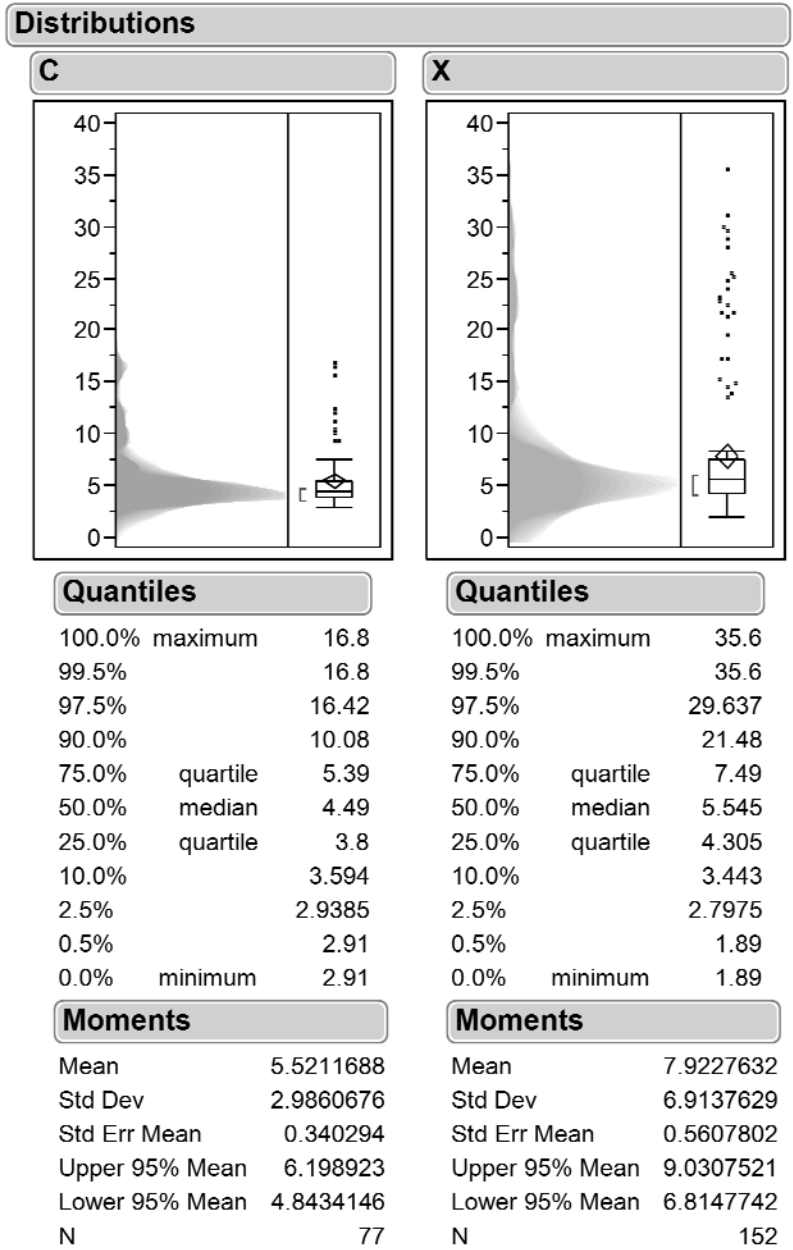 Distributions
C
40
35
30
25
20
15
10
5
0
Quantiles
100.0% maximum 16.8
99.5% 16.8
97.5% 16.42
90.0% 10.08
75.0% quartile 5.39
50.0% median 4.49
25.0% quartile 3.8
10.0% 3.594
2.5% 2.9385
0.5% 2.91
0.0% minimum 2.91
Moments
Mean 5.5211688
Std Dev 2.9860676
Std Err Mean 0.340294
Upper 95% Mean 6.198923
Lower 95% Mean 4.8434146
N 77
X
40
35
30
25
20
15
10
5
0
Quantiles
100.0% maximum 35.6
99.5% 35.6
97.5% 29.637
90.0% 21.48
75.0% quartile 7.49
50.0% median 5.545
25.0% quartile 4.305
10.0% 3.443
2.5% 2.7975
0.5% 1.89
0.0% minimum 1.89
Moments
Mean 7.9227632
Std Dev 6.9137629
Std Err Mean 0.5607802
Upper 95% Mean 9.0307521
Lower 95% Mean 6.8147742
N 152